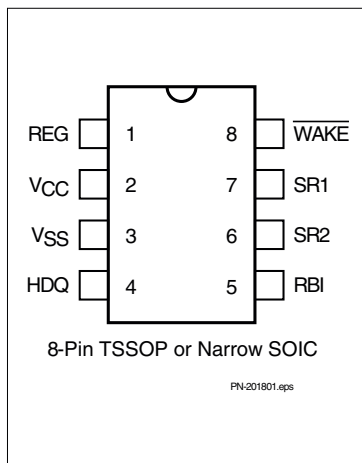 REG 1 8 WAKE
VCC 2 7 SR1
VSS 3 6 SR2
HDQ 4 5 RBI
8-Pin TSSOP or Narrow SOIC
PN-201801.eps